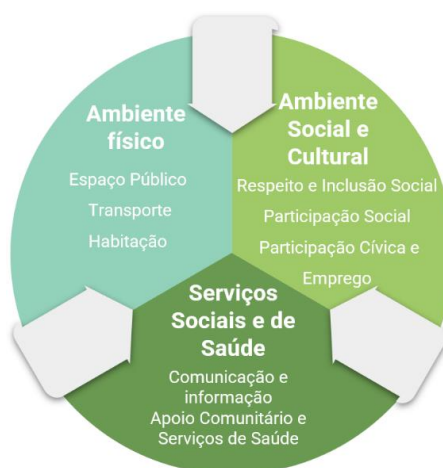 Ambiente
físico
Espaço Público
Transporte
Habitação
Ambiente
Social e
Cultural
Respeito e Inclusão Social
Participação Social
Participação Cívica e
Emprego
Serviços
Sociais e de
Saúde
Comunicação e
informação
Apoio Comunitário e
Serviços de Saúde